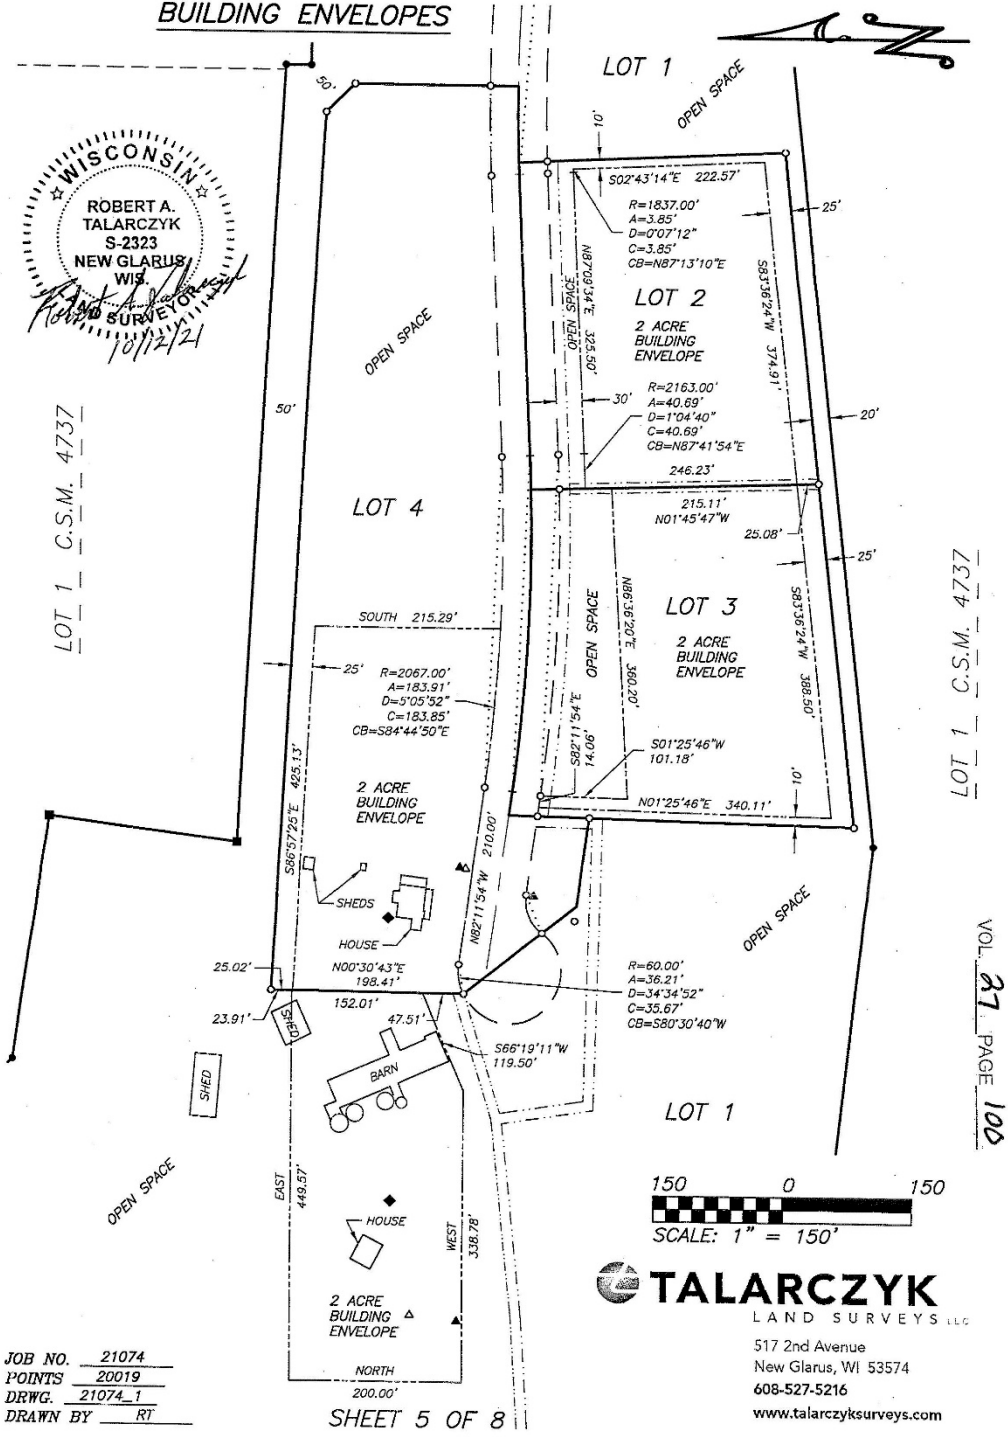 BUILDING ENVELOPES
LOT 1
OPEN SPACE
50'
10'
WISCONSIN
ROBERT A.
TALARCZYK
S-2323
NEW GLARUS,
WIS.
LAND SURVEYOR
10/12/21
S02°43'14"E 222.57'
R=1837.00'
A=3.85'
D=0°07'12"
C=3.85'
CB=N87°13'10"E
25'
LOT 2
2 ACRE
BUILDING
ENVELOPE
OPEN SPACE
N87°09'34"E 325.50'
S83°36'24"W 374.91'
OPEN SPACE
R=2163.00'
A=40.69'
D=1°04'40"
C=40.69'
CB=N87°41'54"E
30'
20'
50'
246.23'
215.11'
N01°45'47"W
25.08'
25'
LOT 1 C.S.M. 4737
LOT 4
LOT 3
2 ACRE
BUILDING
ENVELOPE
OPEN SPACE
N86°36'20"E 360.20'
S83°36'24"W 388.50'
LOT 1 C.S.M. 4737
SOUTH 215.29'
25'
R=2067.00'
A=183.91'
D=5°05'52"
C=183.85'
CB=S84°44'50"E
S82°11'54"E
14.06'
S01°25'46"W
101.18'
10'
N01°25'46"E 340.11'
S86°57'25"E 425.13'
2 ACRE
BUILDING
ENVELOPE
N82°11'54"W 210.00'
SHEDS
HOUSE
OPEN SPACE
25.02'
N00°30'43"E
198.41'
152.01'
23.91'
47.51'
R=60.00'
A=36.21'
D=34°34'52"
C=35.67'
CB=S80°30'40"W
VOL. 27 PAGE 100
SHED
SHED
BARN
S66°19'11"W
119.50'
LOT 1
OPEN SPACE
EAST
449.57'
WEST
338.78'
HOUSE
2 ACRE
BUILDING
ENVELOPE
NORTH
200.00'
150 0 150
SCALE: 1" = 150'
TALARCZYK
LAND SURVEYS LLC
517 2nd Avenue
New Glarus, WI 53574
608-527-5216
www.talarczyksurveys.com
JOB NO. 21074
POINTS 20019
DRWG. 21074_1
DRAWN BY RT
SHEET 5 OF 8